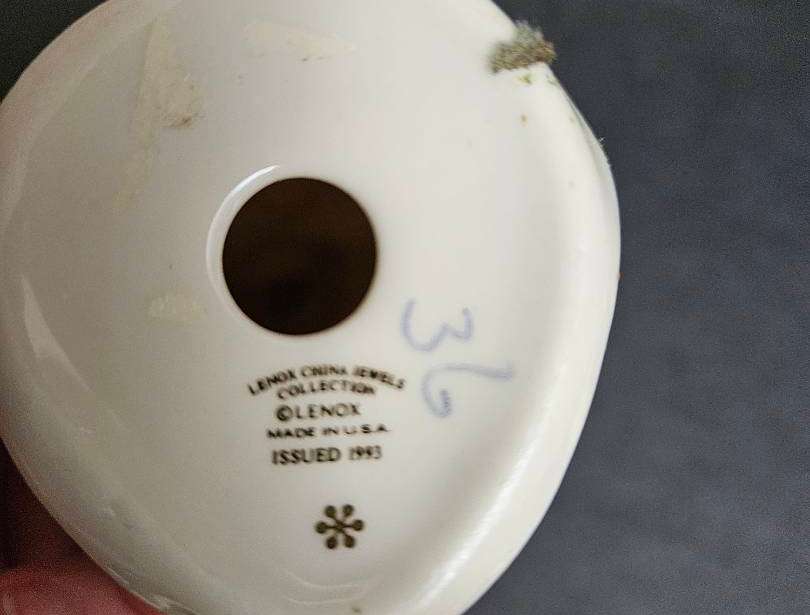 LENOX CHINA JEWELS
COLLECTION
©LENOX
MADE IN U.S.A.
ISSUED 1993
36